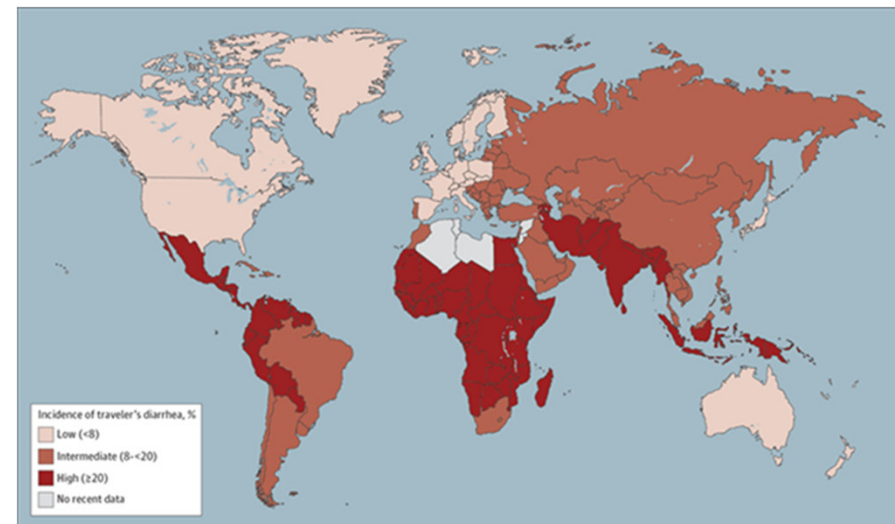 Incidence of traveler's diarrhea, %
Low (<8)
Intermediate (8-<20)
High (≥20)
No recent data